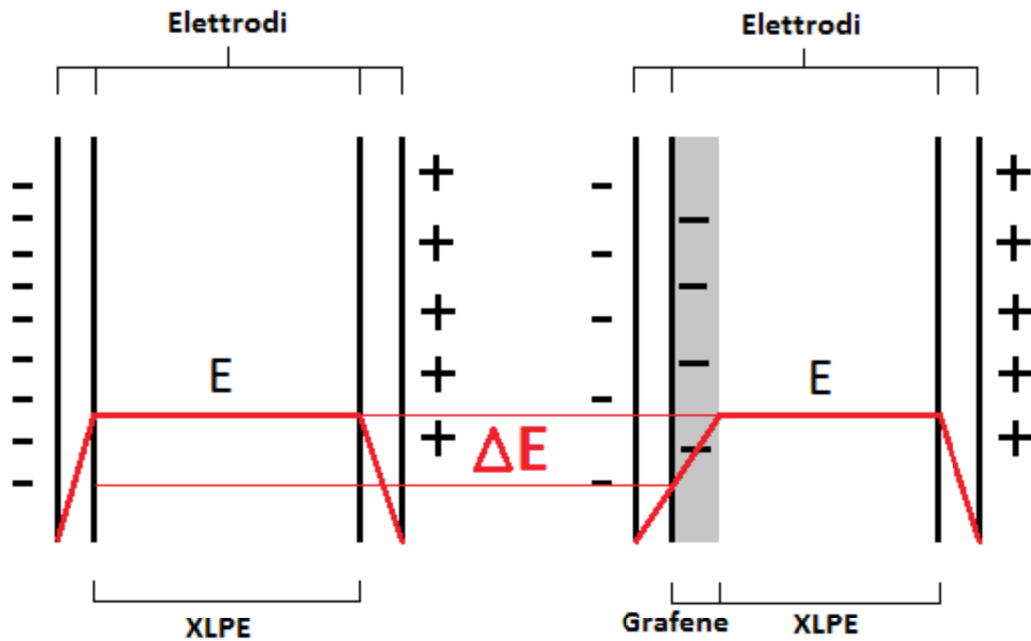 Elettrodi
Elettrodi
- + - +
- -
- + - - +
- -
- + - - +
- + - - +
E E
- -
+ - +
ΔE
- -
- -
XLPE
Grafene XLPE